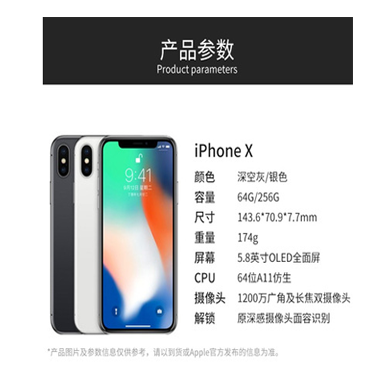 产品参数
Product parameters
iPhone X
颜色 深空灰/银色
容量 64G/256G
尺寸 143.6*70.9*7.7mm
重量 174g
屏幕 5.8英寸OLED全面屏
CPU 64位A11仿生
摄像头 1200万广角及长焦双摄像头
解锁 原深感摄像头面容识别
9:41
*产品图片及参数信息仅供参考，请以到货或Apple官方发布的信息为准。